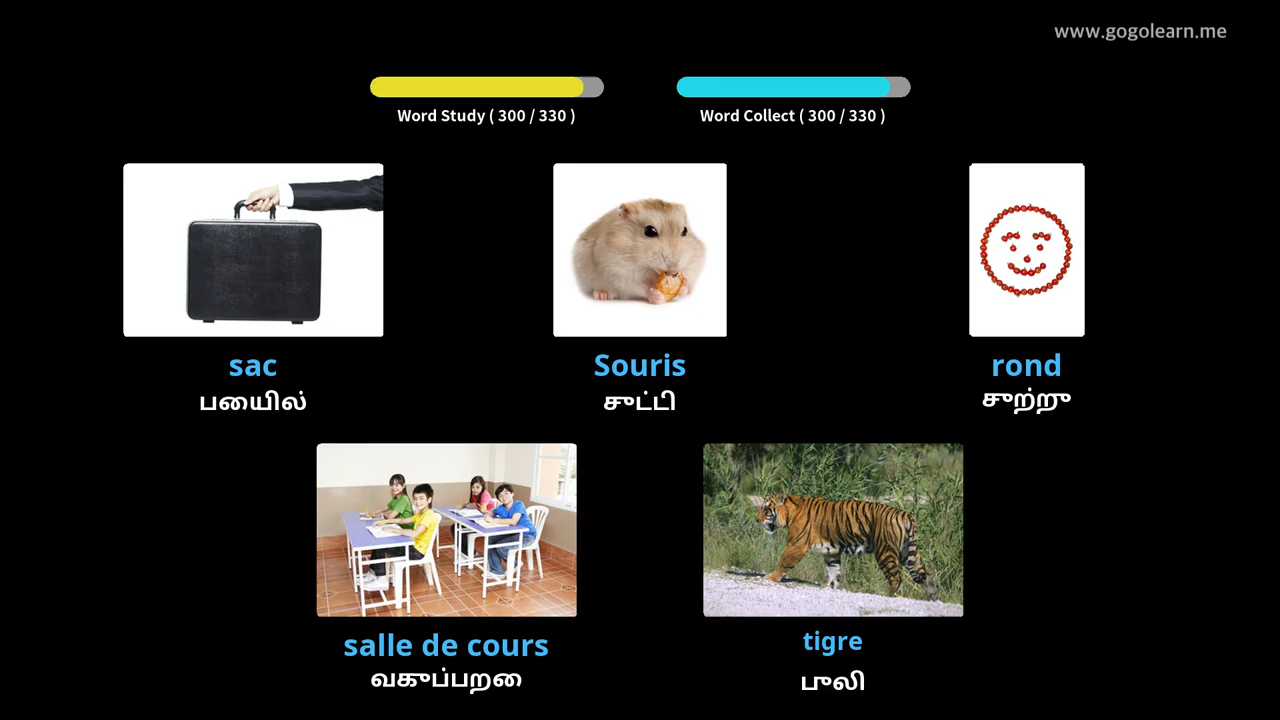 www.gogolearn.me
Word Study ( 300 / 330 )
Word Collect ( 300 / 330 )
sac
பையில்
Souris
சுட்டி
rond
சுற்று
salle de cours
வகுப்பறை
tigre
புலி